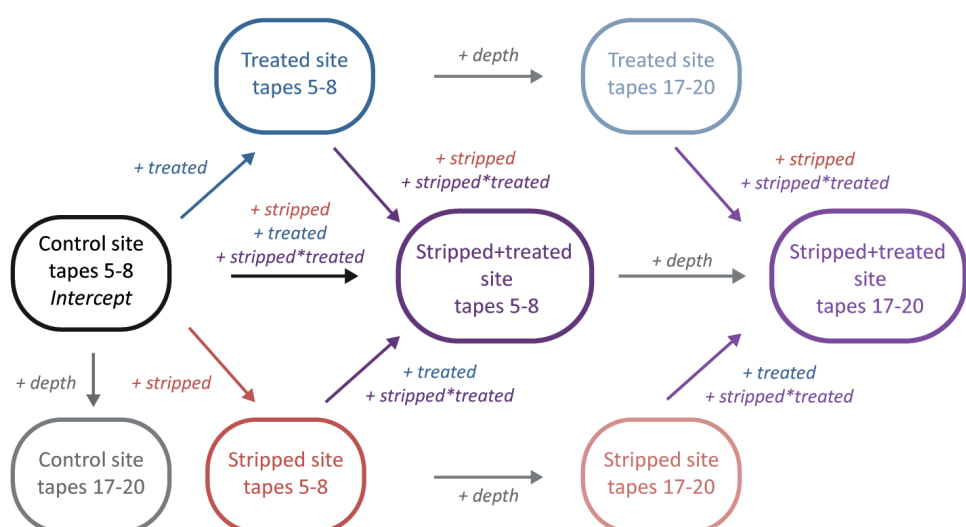 Treated site
tapes 5-8
+ depth
Treated site
tapes 17-20
+ treated
+ stripped
+ stripped*treated
+ stripped
+ stripped*treated
Control site
tapes 5-8
Intercept
+ stripped
+ treated
+ stripped*treated
Stripped+treated
site
tapes 5-8
+ depth
Stripped+treated
site
tapes 17-20
+ depth
+ stripped
+ treated
+ stripped*treated
+ treated
+ stripped*treated
Control site
tapes 17-20
Stripped site
tapes 5-8
+ depth
Stripped site
tapes 17-20